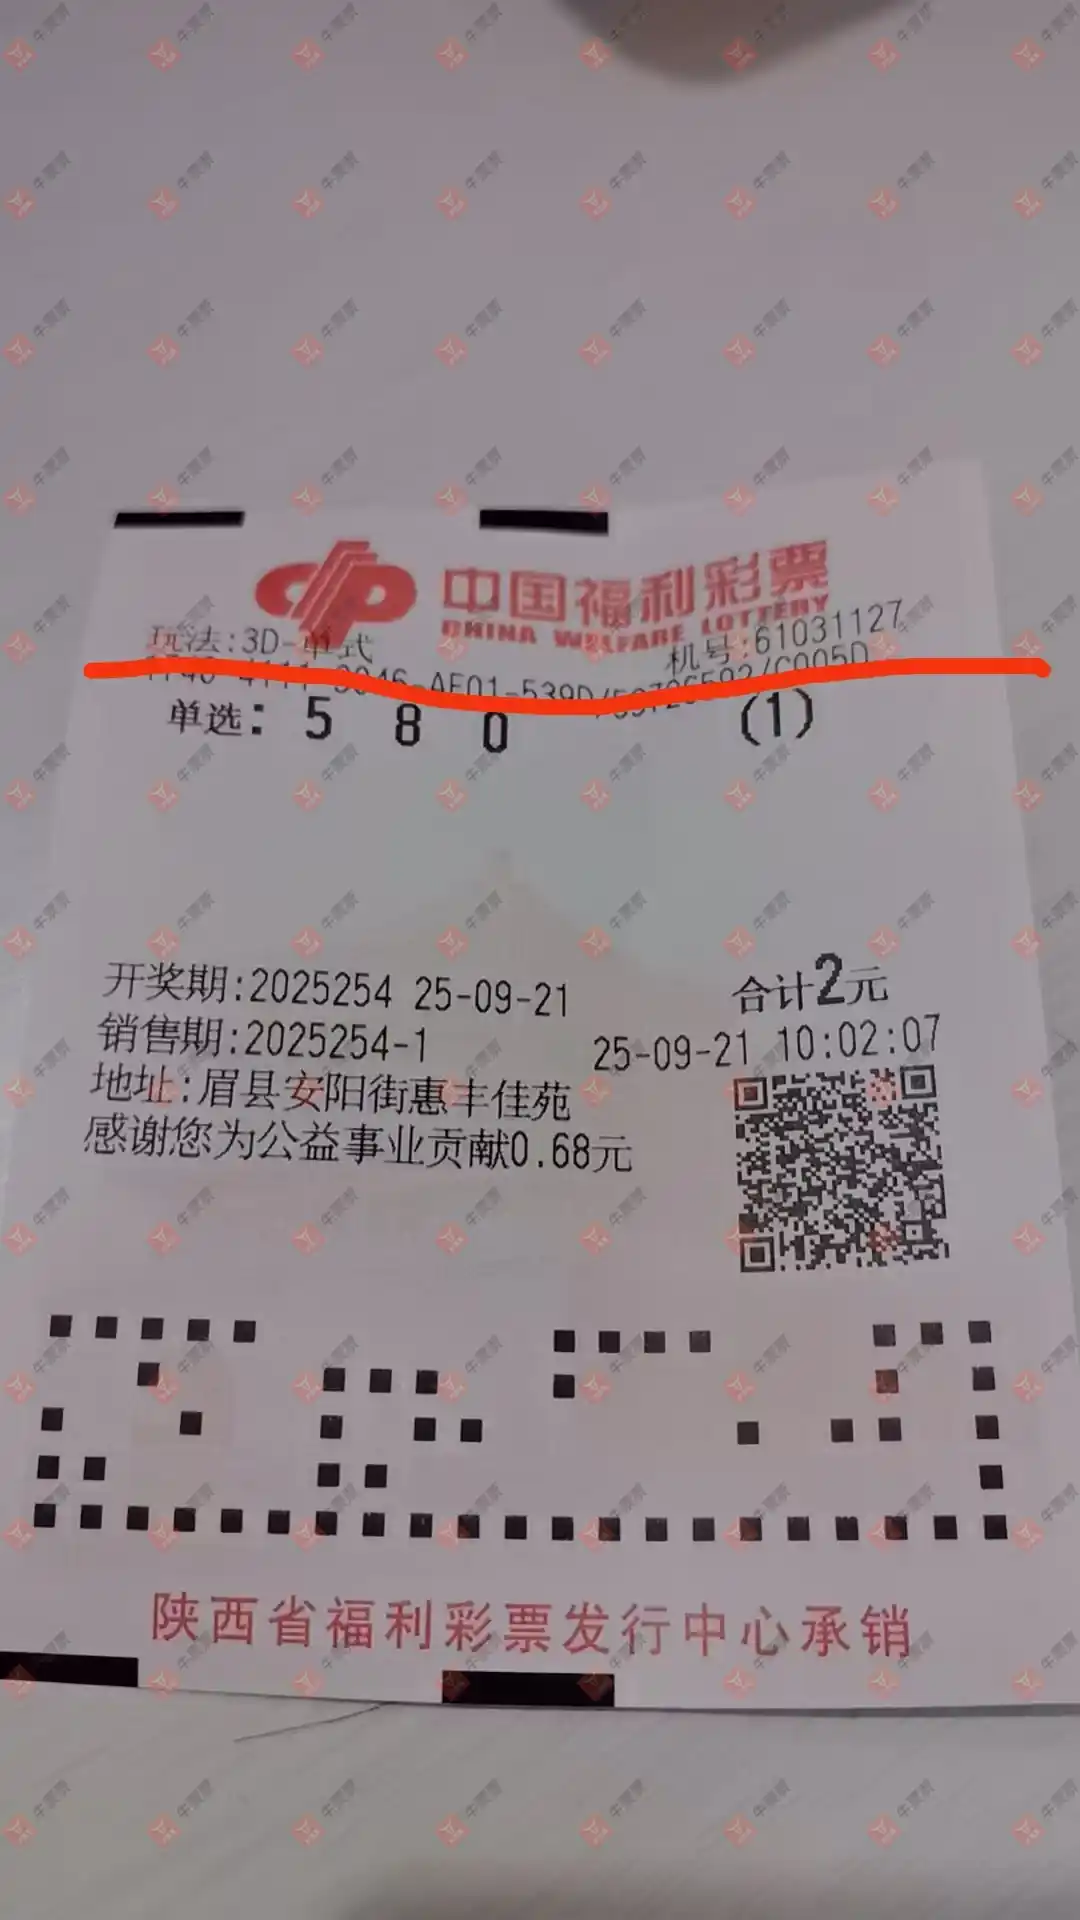 中国福利彩票
CHINA WELFARE LOTTERY
玩法:3D-单式 机号:61031127
单选: 5 8 0 (1)
开奖期:2025254 25-09-21 合计2元
销售期:2025254-1 25-09-21 10:02:07
地址:眉县安阳街惠丰佳苑
感谢您为公益事业贡献0.68元
陕西省福利彩票发行中心承销